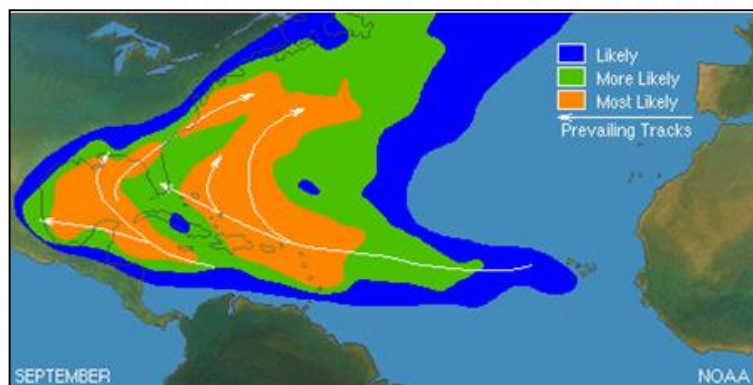 Likely
More Likely
Most Likely
Prevailing Tracks
SEPTEMBER
NOAA